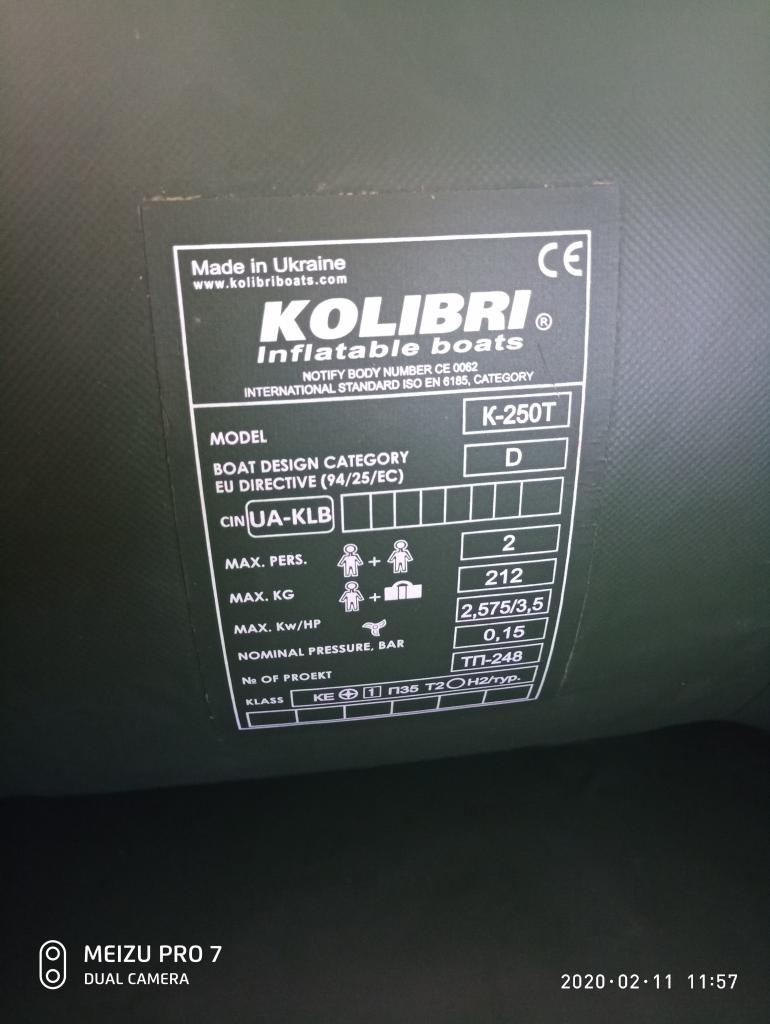 Made in Ukraine
www.kolibriboats.com
CE
KOLIBRI ®
Inflatable boats
NOTIFY BODY NUMBER CE 0062
INTERNATIONAL STANDARD ISO EN 6185, CATEGORY
MODEL K-250T
BOAT DESIGN CATEGORY D
EU DIRECTIVE (94/25/EC)
CIN UA-KLB
MAX. PERS. + 2
MAX. KG + 212
MAX. Kw/HP 2,575/3,5
NOMINAL PRESSURE, BAR 0,15
№ OF PROEKT ТП-248
KLASS КЕ 1 П35 Т2 Н2/тур.
MEIZU PRO 7
DUAL CAMERA
2020·02·11 11:57